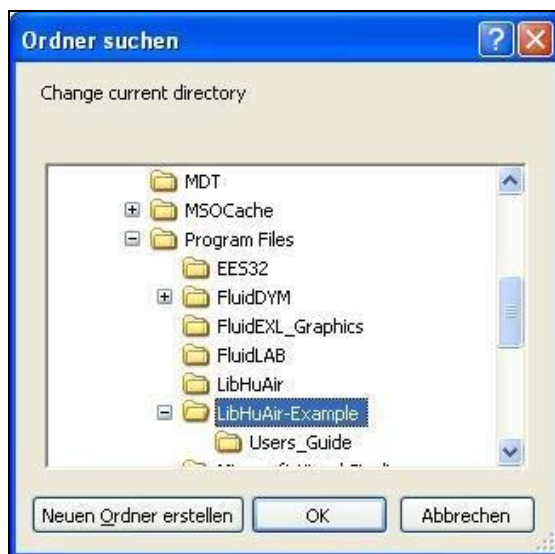 Ordner suchen
Change current directory
MDT
MSOCache
Program Files
EES32
FluidDYM
FluidEXL_Graphics
FluidLAB
LibHuAir
LibHuAir-Example
Users_Guide
Neuen Ordner erstellen
OK
Abbrechen